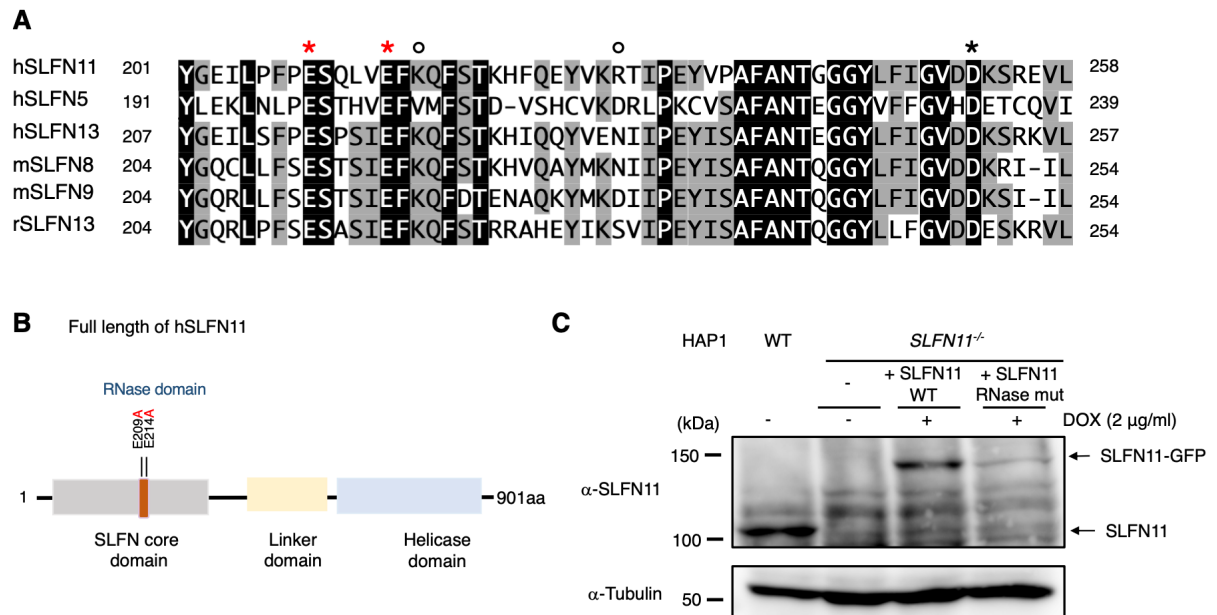 A
* * o o *
hSLFN11 201 YGEILPFPESQLVEFKQFSTKHFQEYVKRTIPEYVPAFANTGGGYLFIGVDDKSREVL 258
hSLFN5 191 YLEKLNLPESTHVEFVMFSTD-VSHCVKDRLPKCVSAFANTEGGYVFFGVHDETCQVI 239
hSLFN13 207 YGEILSFPESPSIEFKQFSTKHIQQYVENIIPEYISAFANTGGGYLFIGVDDKSRKVL 257
mSLFN8 204 YGQCLLFSESTSIEFKQFSTKHVQAYMKNIIPEYISAFANTQGGYLFIGVDDKRI-IL 254
mSLFN9 204 YGQRLLFSESTSIEFKQFDTENAQKYMKDIIPEYISAFANTQGGYLFIGVDDKSI-IL 254
rSLFN13 204 YGQRLPFSESASIEFKQFSTRRAHEYIKSVIPEYISAFANTQGGYLLFGVDDESKRVL 254
B Full length of hSLFN11
RNase domain
E209A
E214A
1 901aa
SLFN core domain
Linker domain
Helicase domain
C
HAP1 WT SLFN11-/-
- + SLFN11 WT + SLFN11 RNase mut
(kDa) - - + + DOX (2 µg/ml)
150 SLFN11-GFP
α-SLFN11
100 SLFN11
α-Tubulin
50